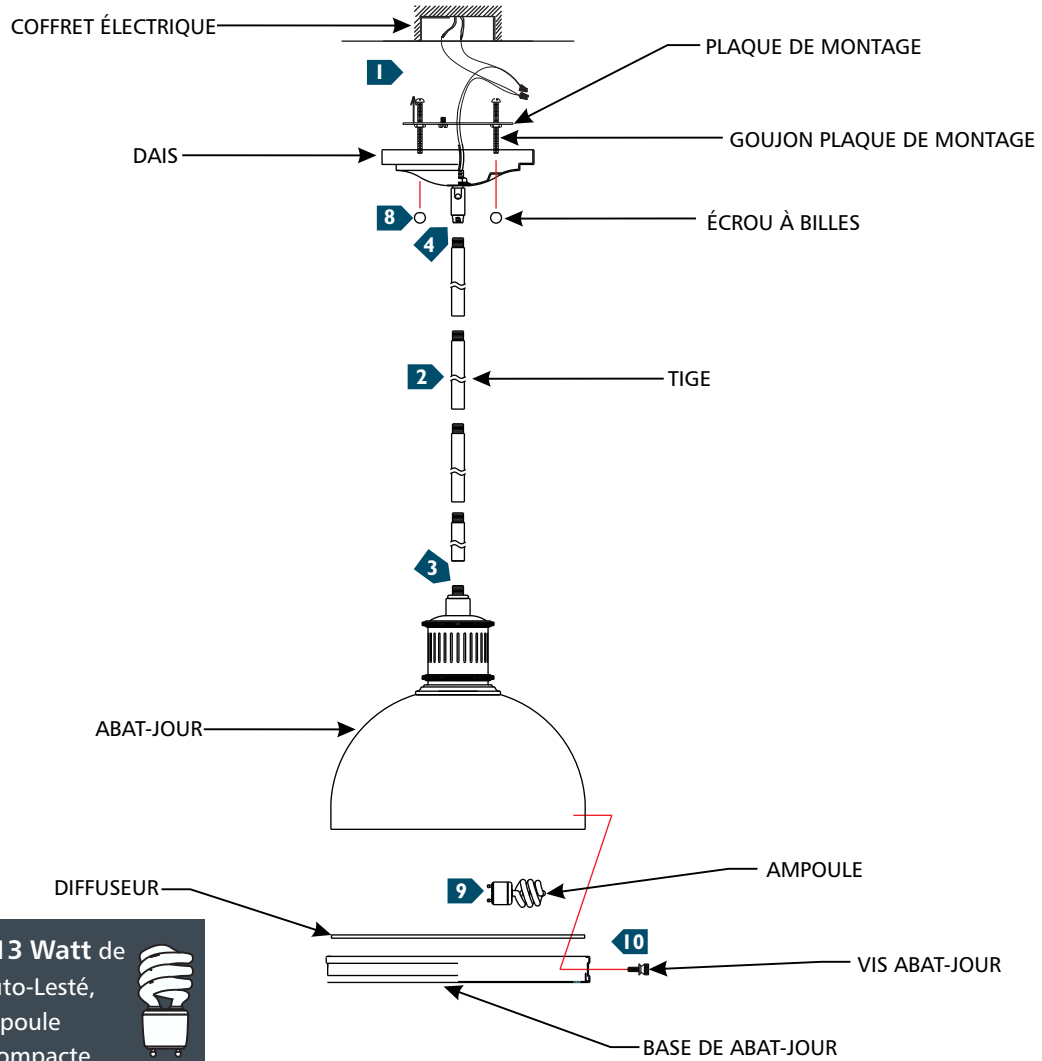 COFFRET ÉLECTRIQUE
PLAQUE DE MONTAGE
1
GOUJON PLAQUE DE MONTAGE
DAIS
8
ÉCROU À BILLES
4
2
TIGE
3
ABAT-JOUR
AMPOULE
DIFFUSEUR
9
13 Watt de
uto-Lesté,
poule
ompacte
10
VIS ABAT-JOUR
BASE DE ABAT-JOUR